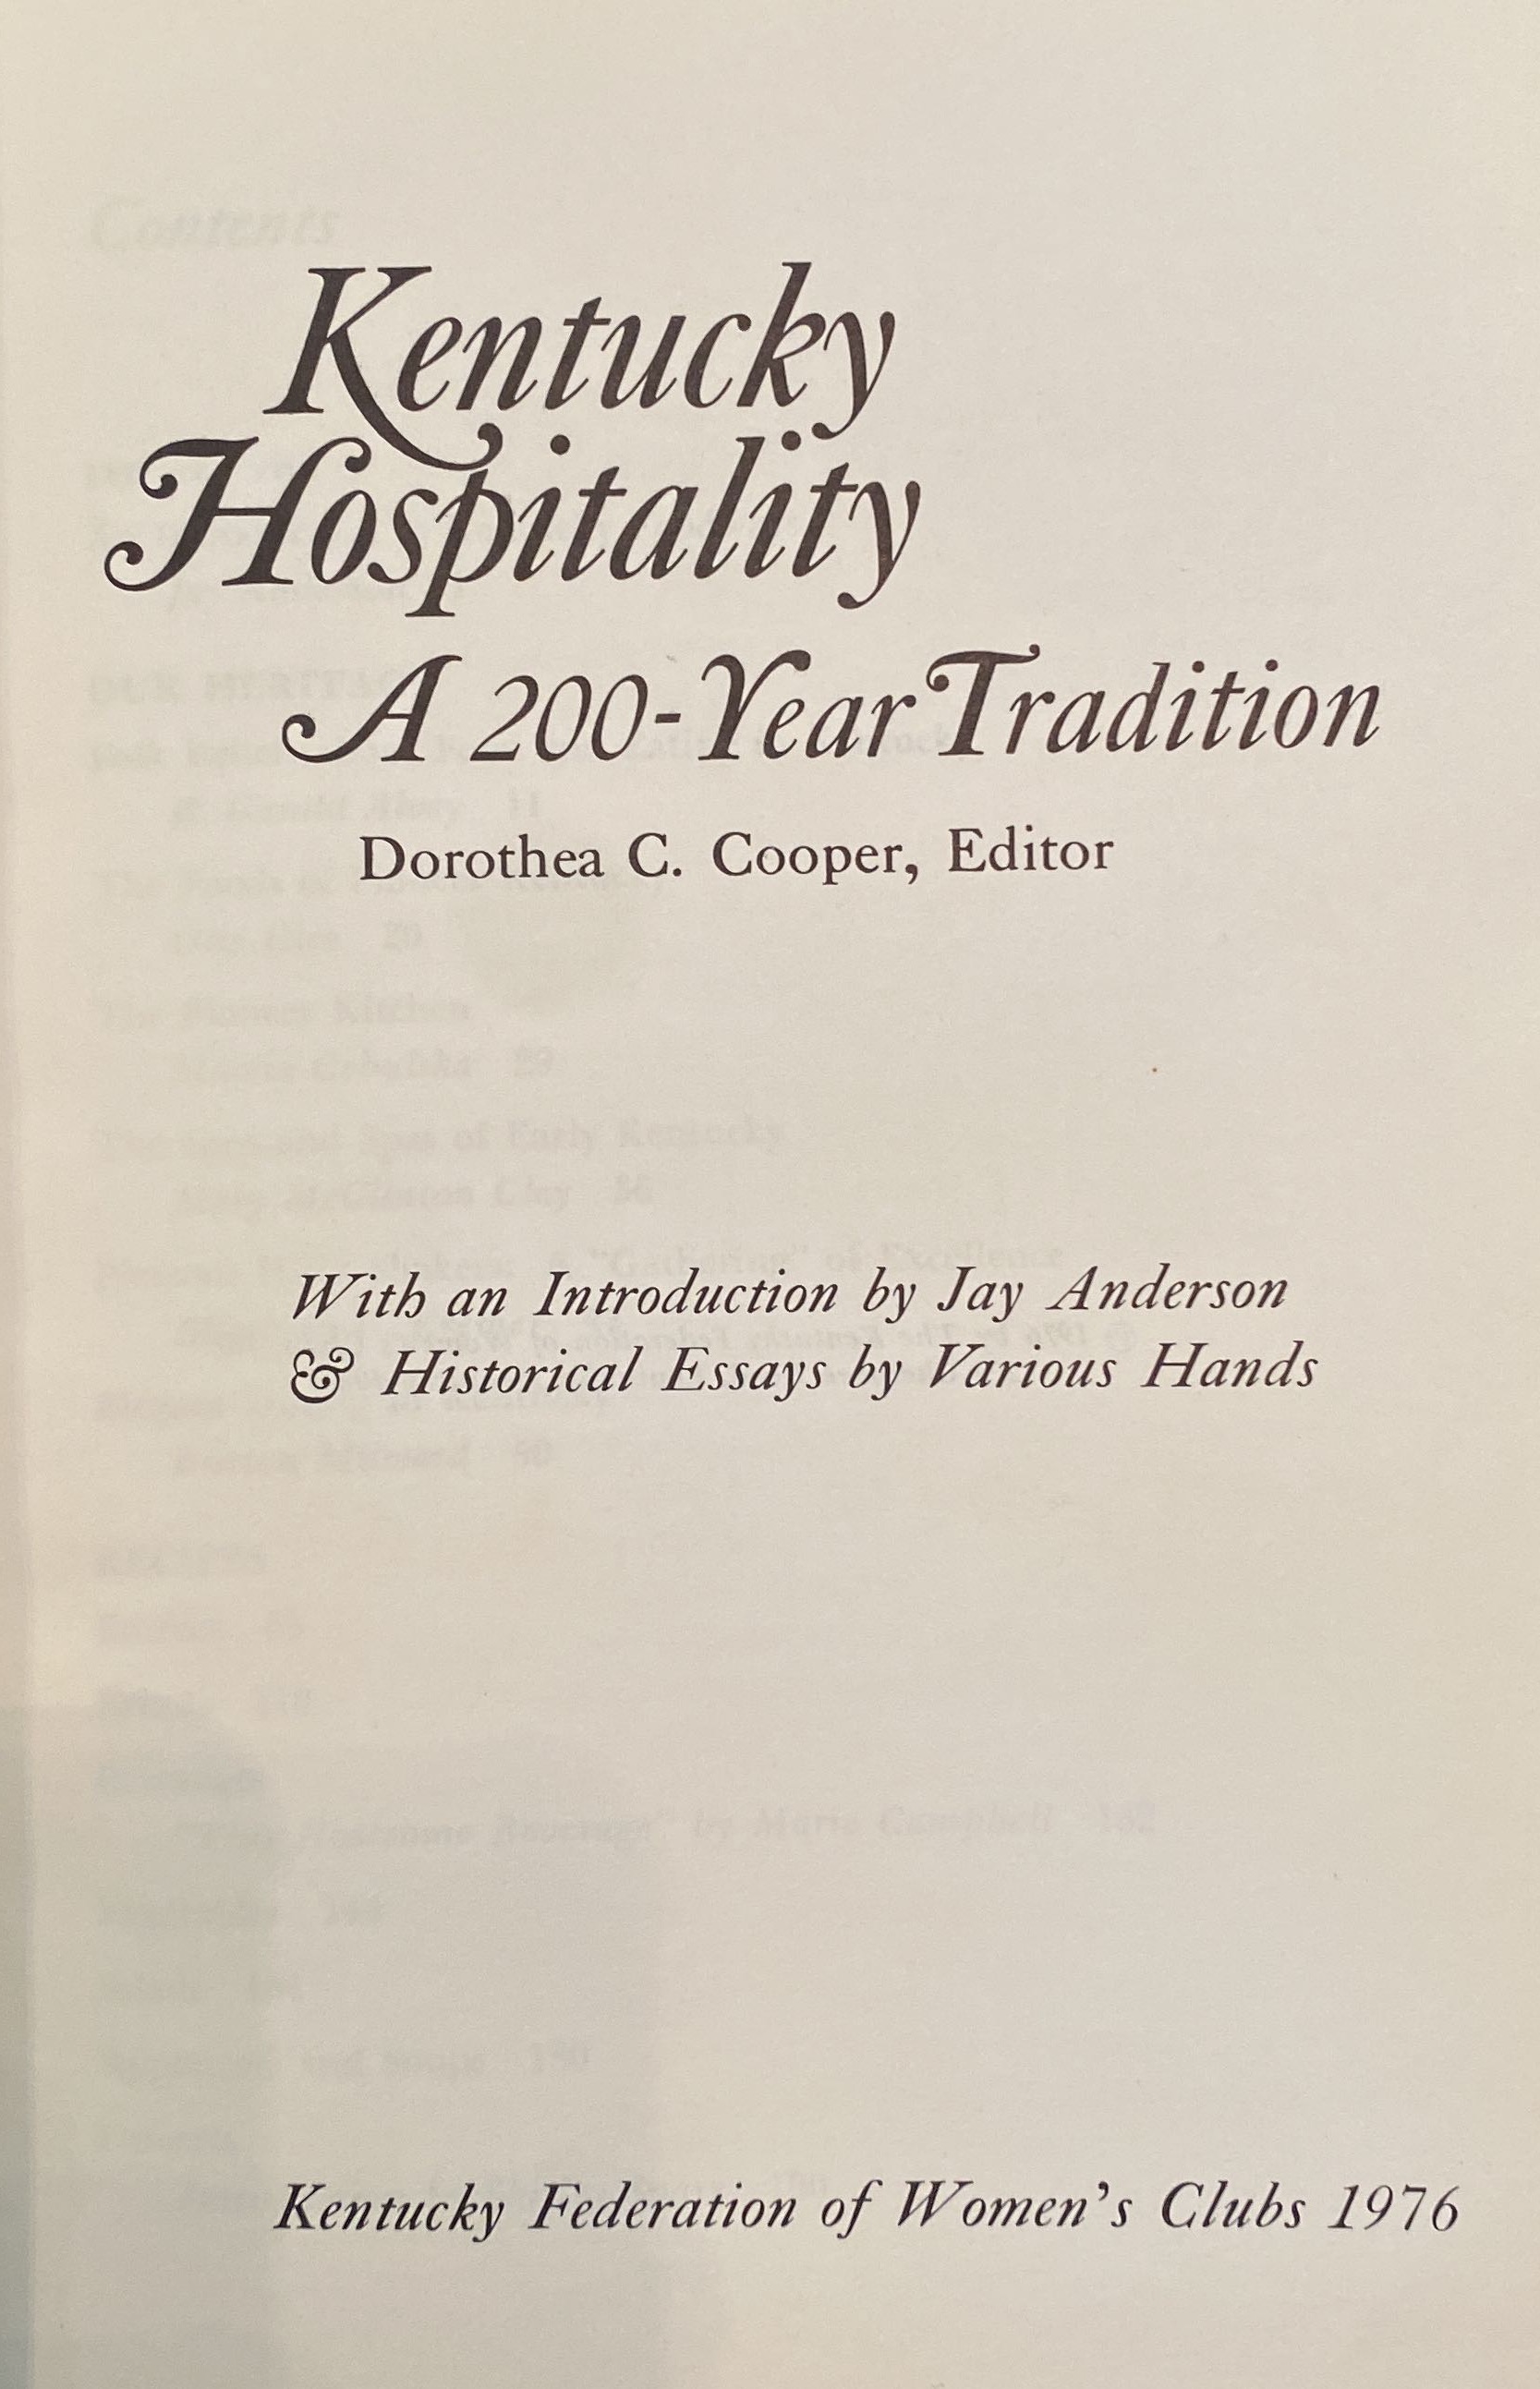 Kentucky
Hospitality
A 200-Year Tradition
Dorothea C. Cooper, Editor
With an Introduction by Jay Anderson
& Historical Essays by Various Hands
Kentucky Federation of Women's Clubs 1976